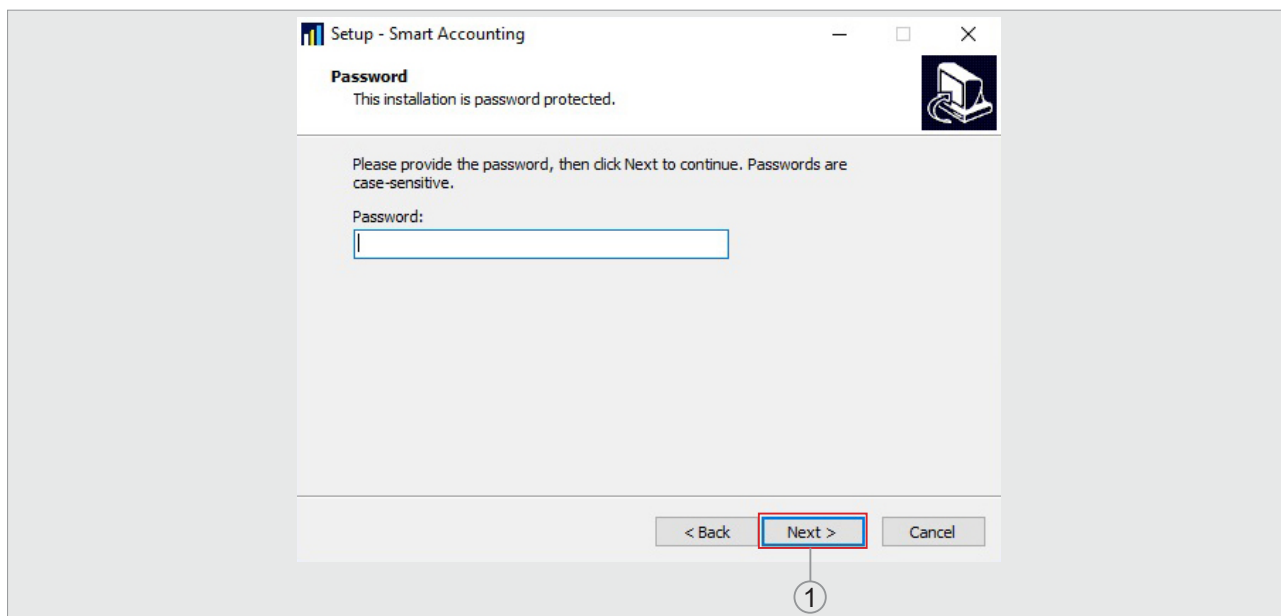 Setup - Smart Accounting
Password
This installation is password protected.
Please provide the password, then click Next to continue. Passwords are
case-sensitive.
Password:
< Back Next > Cancel
1